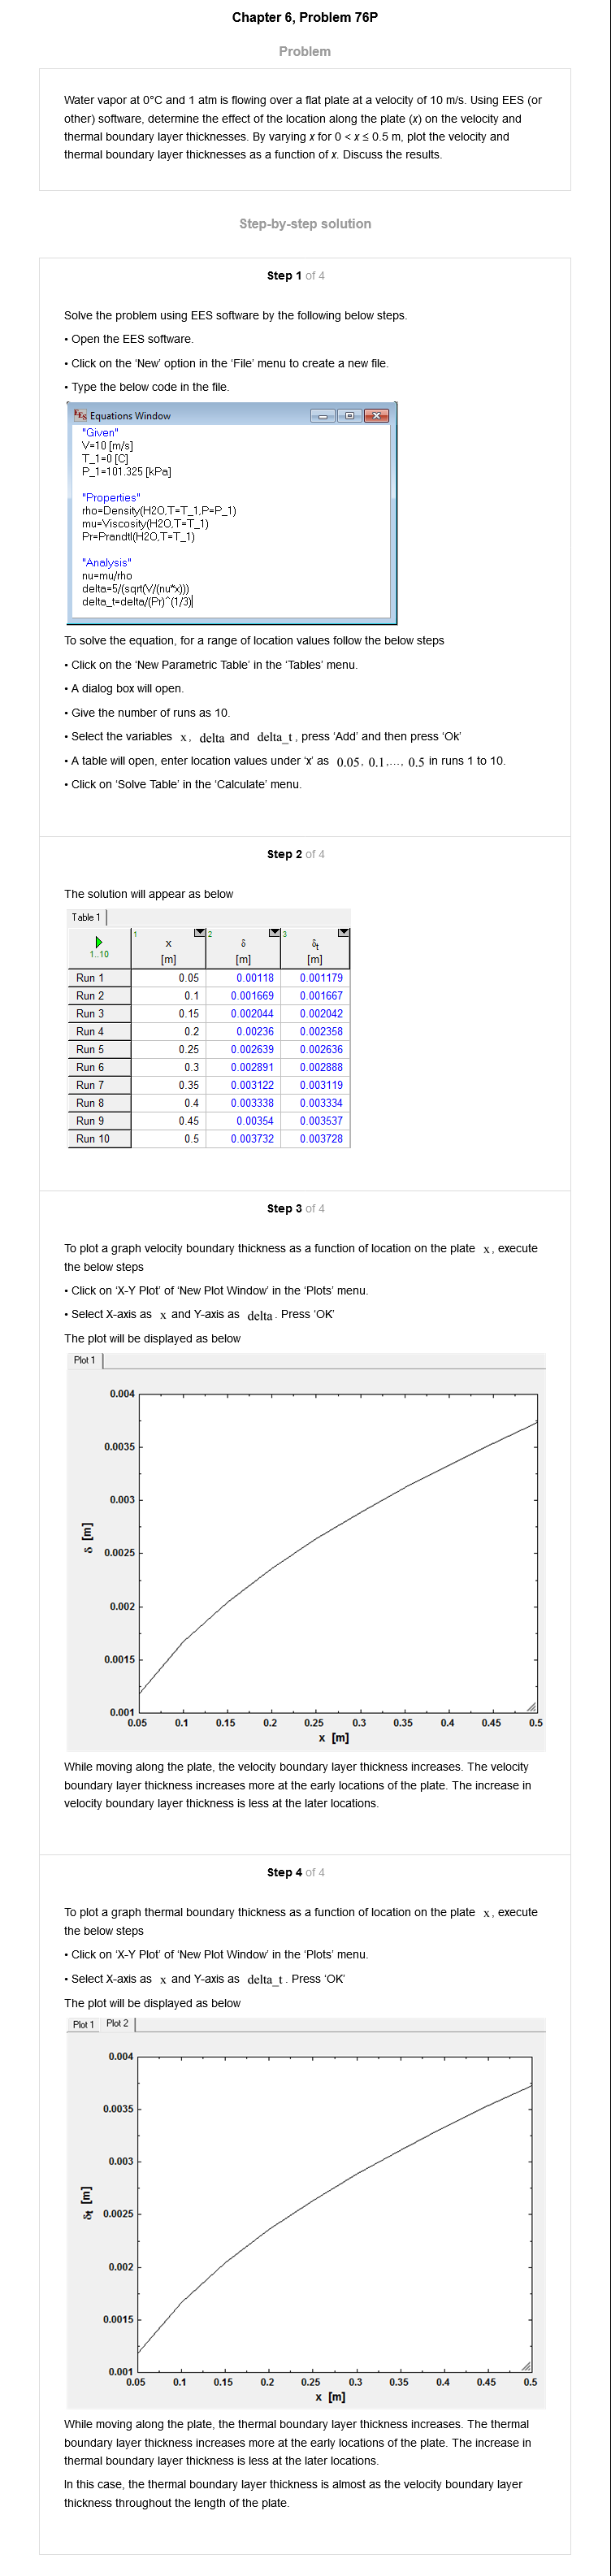 Chapter 6, Problem 76P
Problem
Water vapor at 0°C and 1 atm is flowing over a flat plate at a velocity of 10 m/s. Using EES (or
other) software, determine the effect of the location along the plate (x) on the velocity and
thermal boundary layer thicknesses. By varying x for 0 < x ≤ 0.5 m, plot the velocity and
thermal boundary layer thicknesses as a function of x. Discuss the results.
Step-by-step solution
Step 1 of 4
Solve the problem using EES software by the following below steps.
• Open the EES software.
• Click on the ‘New’ option in the ‘File’ menu to create a new file.
• Type the below code in the file.
EES Equations Window
"Given"
V=10 [m/s]
T_1=0 [C]
P_1=101.325 [kPa]
"Properties"
rho=Density(H2O,T=T_1,P=P_1)
mu=Viscosity(H2O,T=T_1)
Pr=Prandtl(H2O,T=T_1)
"Analysis"
nu=mu/rho
delta=5/(sqrt(V/(nu*x)))
delta_t=delta/(Pr)^(1/3)
To solve the equation, for a range of location values follow the below steps
• Click on the ‘New Parametric Table’ in the ‘Tables’ menu.
• A dialog box will open.
• Give the number of runs as 10.
• Select the variables x, delta and delta_t, press ‘Add’ and then press ‘Ok’
• A table will open, enter location values under ‘x’ as 0.05, 0.1,..., 0.5 in runs 1 to 10.
• Click on ‘Solve Table’ in the ‘Calculate’ menu.
Step 2 of 4
The solution will appear as below
Table 1
1..10 1 x [m] 2 δ [m] 3 δt [m]
Run 1 0.05 0.00118 0.001179
Run 2 0.1 0.001669 0.001667
Run 3 0.15 0.002044 0.002042
Run 4 0.2 0.00236 0.002358
Run 5 0.25 0.002639 0.002636
Run 6 0.3 0.002891 0.002888
Run 7 0.35 0.003122 0.003119
Run 8 0.4 0.003338 0.003334
Run 9 0.45 0.00354 0.003537
Run 10 0.5 0.003732 0.003728
Step 3 of 4
To plot a graph velocity boundary thickness as a function of location on the plate x, execute
the below steps
• Click on ‘X-Y Plot’ of ‘New Plot Window’ in the ‘Plots’ menu.
• Select X-axis as x and Y-axis as delta. Press ‘OK’
The plot will be displayed as below
Plot 1
0.004
0.0035
0.003
0.0025
0.002
0.0015
0.001
δ [m]
0.05 0.1 0.15 0.2 0.25 0.3 0.35 0.4 0.45 0.5
x [m]
While moving along the plate, the velocity boundary layer thickness increases. The velocity
boundary layer thickness increases more at the early locations of the plate. The increase in
velocity boundary layer thickness is less at the later locations.
Step 4 of 4
To plot a graph thermal boundary thickness as a function of location on the plate x, execute
the below steps
• Click on ‘X-Y Plot’ of ‘New Plot Window’ in the ‘Plots’ menu.
• Select X-axis as x and Y-axis as delta_t. Press ‘OK’
The plot will be displayed as below
Plot 1 Plot 2
0.004
0.0035
0.003
0.0025
0.002
0.0015
0.001
δt [m]
0.05 0.1 0.15 0.2 0.25 0.3 0.35 0.4 0.45 0.5
x [m]
While moving along the plate, the thermal boundary layer thickness increases. The thermal
boundary layer thickness increases more at the early locations of the plate. The increase in
thermal boundary layer thickness is less at the later locations.
In this case, the thermal boundary layer thickness is almost as the velocity boundary layer
thickness throughout the length of the plate.